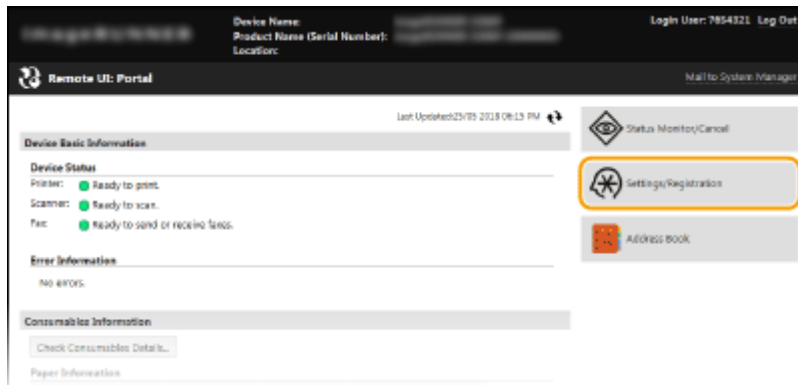 Device Name:
Product Name (Serial Number):
Location:
Login User: 7654321 Log Out
Remote UI: Portal
Mail to System Manager
Last Updated:25/05 2018 06:15 PM
Device Basic Information
Device Status
Printer: Ready to print.
Scanner: Ready to scan.
Fax: Ready to send or receive faxes.
Error Information
No errors.
Consumables Information
Check Consumables Details...
Paper Information
Status Monitor/Cancel
Settings/Registration
Address Book